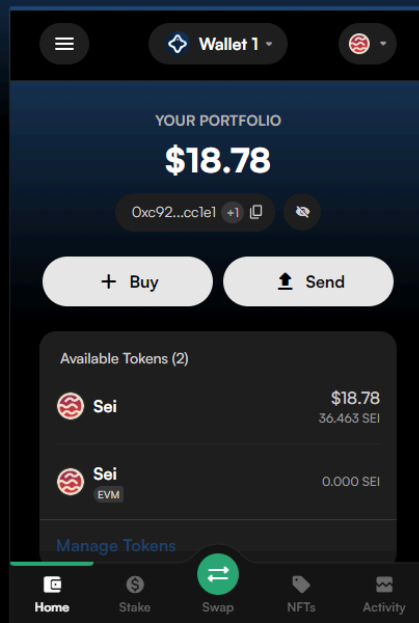 Wallet 1
YOUR PORTFOLIO
$18.78
0xc92...cc1e1 +1
+ Buy
Send
Available Tokens (2)
Sei
$18.78
36.463 SEI
Sei
EVM
0.000 SEI
Manage Tokens
Home
Stake
Swap
NFTs
Activity